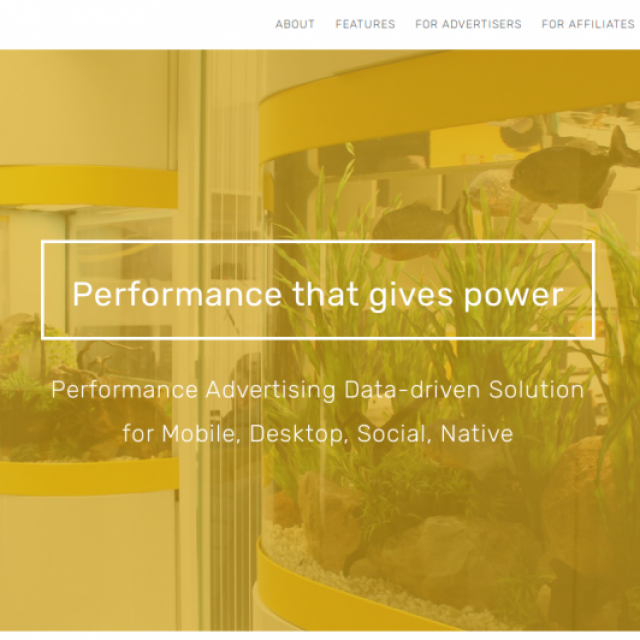 ABOUT FEATURES FOR ADVERTISERS FOR AFFILIATES
Performance that gives power
Performance Advertising Data-driven Solution
for Mobile, Desktop, Social, Native